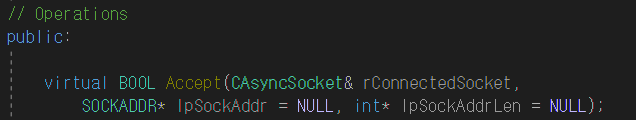 // Operations
public:
virtual BOOL Accept(CAsyncSocket& rConnectedSocket,
SOCKADDR* lpSockAddr = NULL, int* lpSockAddrLen = NULL);